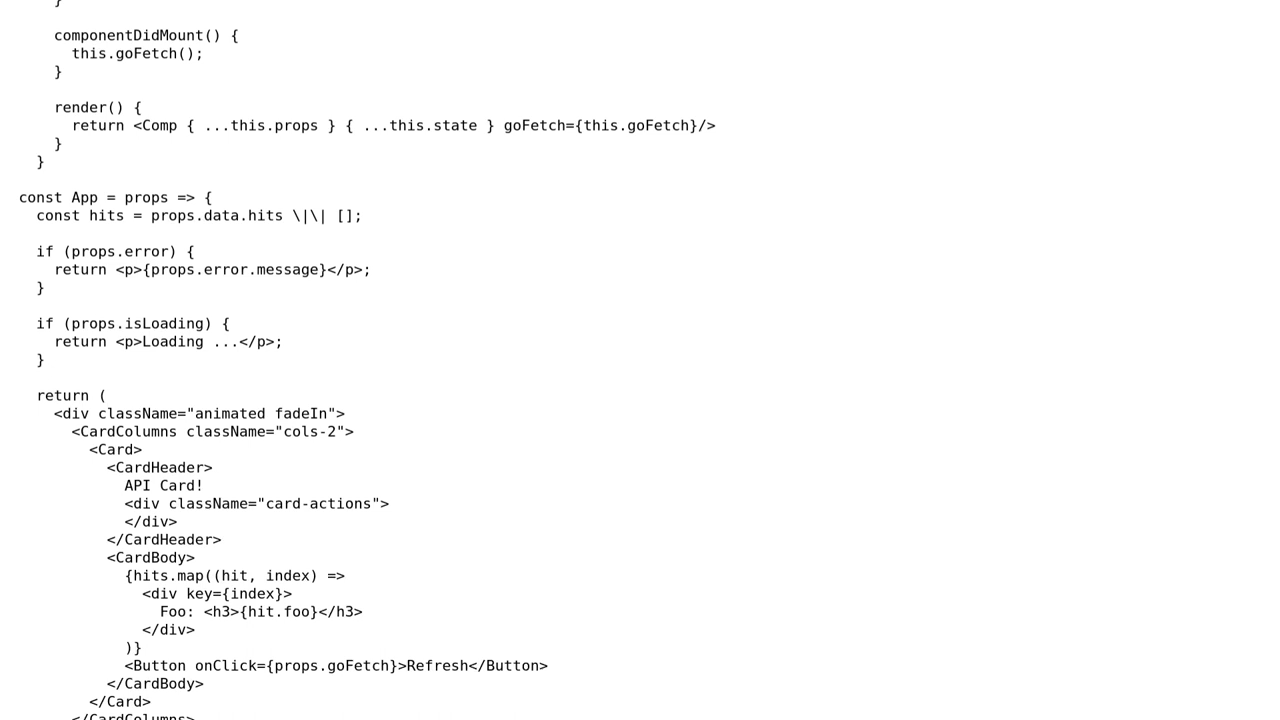 }

    componentDidMount() {
      this.goFetch();
    }

    render() {
      return <Comp { ...this.props } { ...this.state } goFetch={this.goFetch}/>
    }
  }

const App = props => {
  const hits = props.data.hits \|\| [];

  if (props.error) {
    return <p>{props.error.message}</p>;
  }

  if (props.isLoading) {
    return <p>Loading ...</p>;
  }

  return (
    <div className="animated fadeIn">
      <CardColumns className="cols-2">
        <Card>
          <CardHeader>
            API Card!
            <div className="card-actions">
            </div>
          </CardHeader>
          <CardBody>
            {hits.map((hit, index) =>
              <div key={index}>
                Foo: <h3>{hit.foo}</h3>
              </div>
            )}
            <Button onClick={props.goFetch}>Refresh</Button>
          </CardBody>
        </Card>
      </CardColumns>